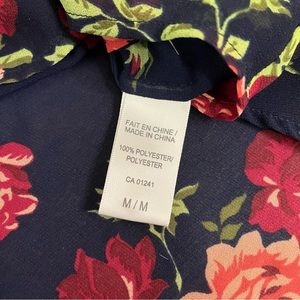 FAIT EN CHINE /
MADE IN CHINA
100% POLYESTER/
POLYESTER
CA 01241
M / M